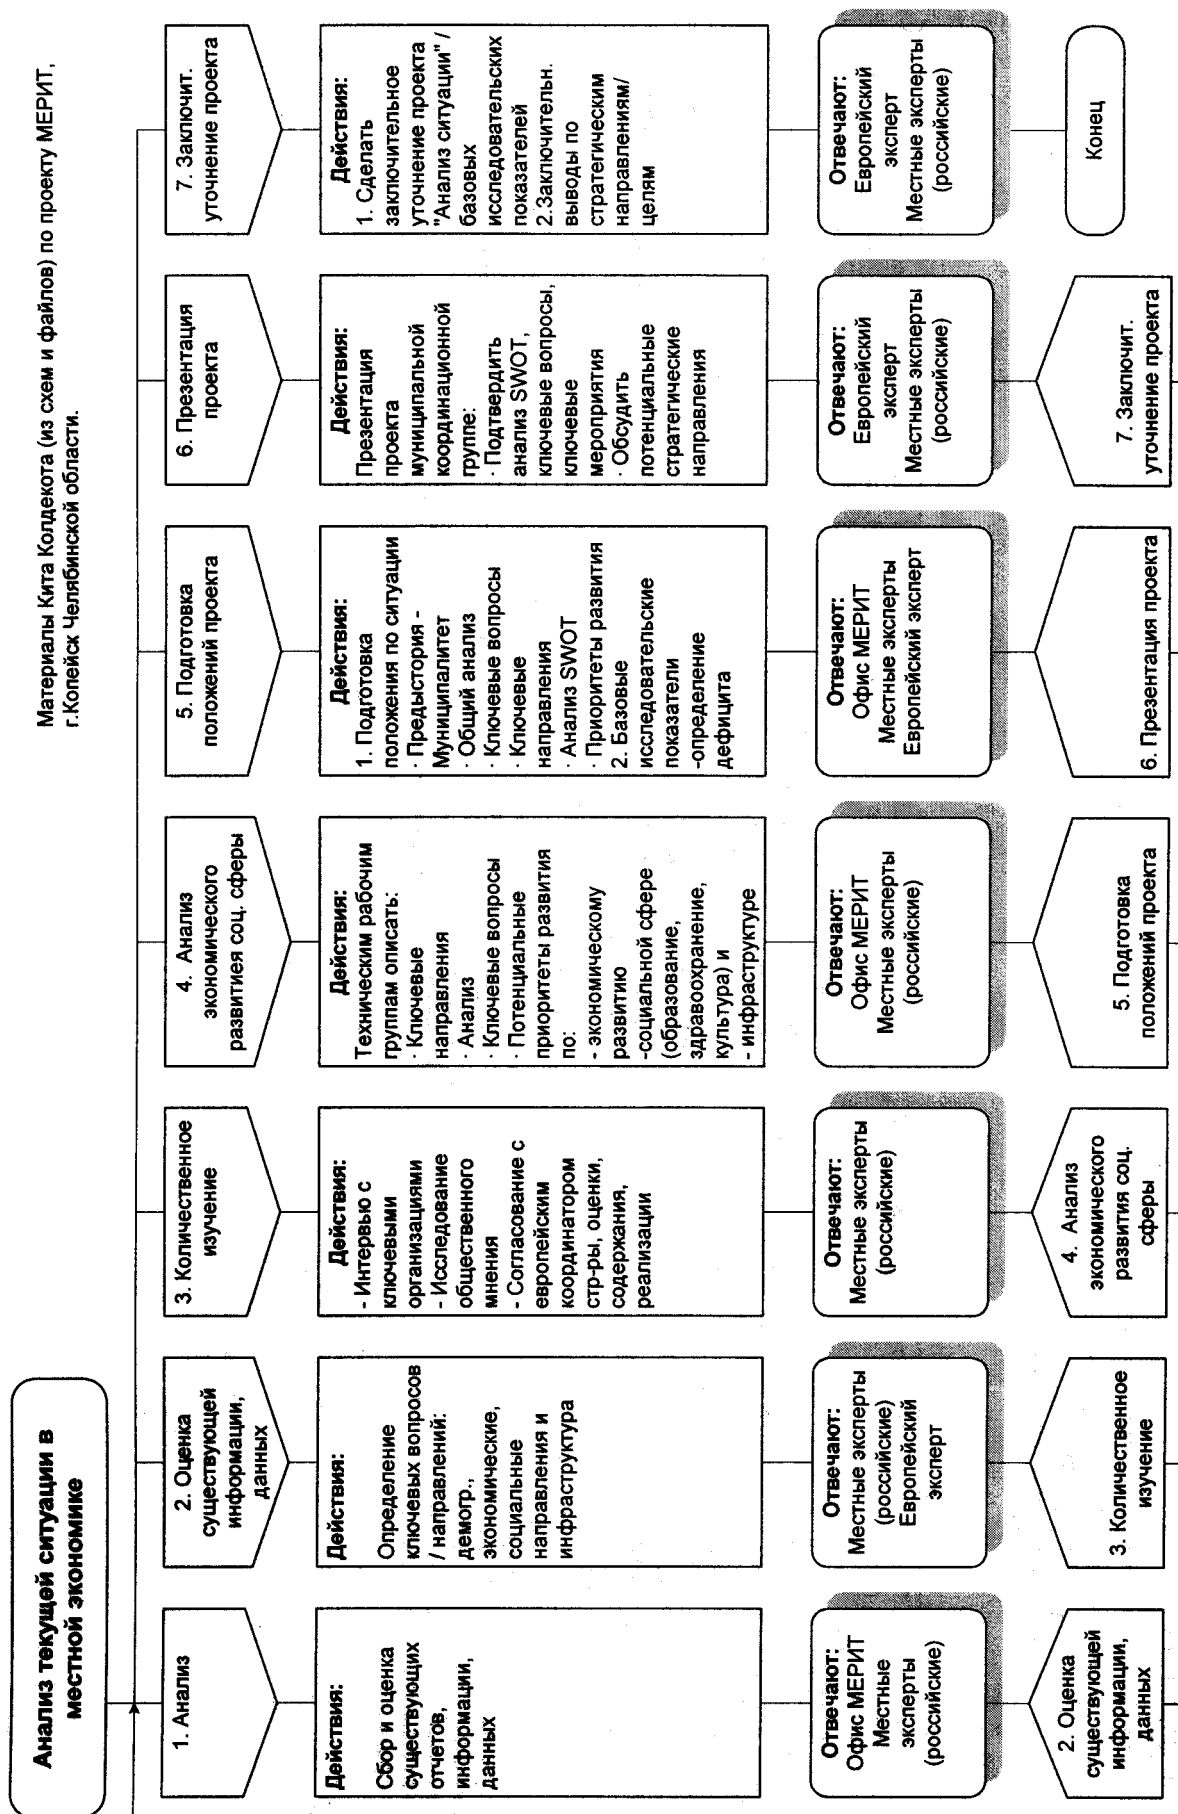 Материалы Кита Колдекота (из схем и файлов) по проекту МЕРИТ,
г.Копейск Челябинской области.
Анализ текущей ситуации в
местной экономике
1. Анализ
Действия:
Сбор и оценка
существующих
отчетов,
информации,
данных
Отвечают:
Офис МЕРИТ
Местные
эксперты
(российские)
2. Оценка
существующей
информации,
данных
2. Оценка
существующей
информации,
данных
Действия:
Определение
ключевых вопросов
/ направлений:
демогр.,
экономические,
социальные
направления и
инфраструктура
Отвечают:
Местные эксперты
(российские)
Европейский
эксперт
3. Количественное
изучение
3. Количественное
изучение
Действия:
- Интервью с
ключевыми
организациями
- Исследование
общественного
мнения
- Согласование с
европейским
координатором
стр-ры, оценки,
содержания,
реализации
Отвечают:
Местные эксперты
(российские)
4. Анализ
экономического
развития соц.
сферы
4. Анализ
экономического
развитиея соц. сферы
Действия:
Техническим рабочим
группам описать:
· Ключевые
направления
· Анализ
· Ключевые вопросы
· Потенциальные
приоритеты развития
по:
- экономическому
развитию
-социальной сфере
(образование,
здравоохранение,
культура) и
- инфраструктуре
Отвечают:
Офис МЕРИТ
Местные эксперты
(российские)
5. Подготовка
положений проекта
5. Подготовка
положений проекта
Действия:
1. Подготовка
положения по ситуации
· Предыстория -
Муниципалитет
· Общий анализ
· Ключевые вопросы
· Ключевые
направления
· Анализ SWOT
· Приоритеты развития
2. Базовые
исследовательские
показатели
-определение
дефицита
Отвечают:
Офис МЕРИТ
Местные эксперты
Европейский эксперт
6. Презентация проекта
6. Презентация
проекта
Действия:
Презентация
проекта
муниципальной
координационной
группе:
· Подтвердить
анализ SWOT,
ключевые вопросы,
ключевые
мероприятия
· Обсудить
потенциальные
стратегические
направления
Отвечают:
Европейский
эксперт
Местные эксперты
(российские)
7. Заключит.
уточнение проекта
7. Заключит.
уточнение проекта
Действия:
1. Сделать
заключительное
уточнение проекта
"Анализ ситуации" /
базовых
исследовательских
показателей
2.Заключительн.
выводы по
стратегическим
направлениям/
целям
Отвечают:
Европейский
эксперт
Местные эксперты
(российские)
Конец